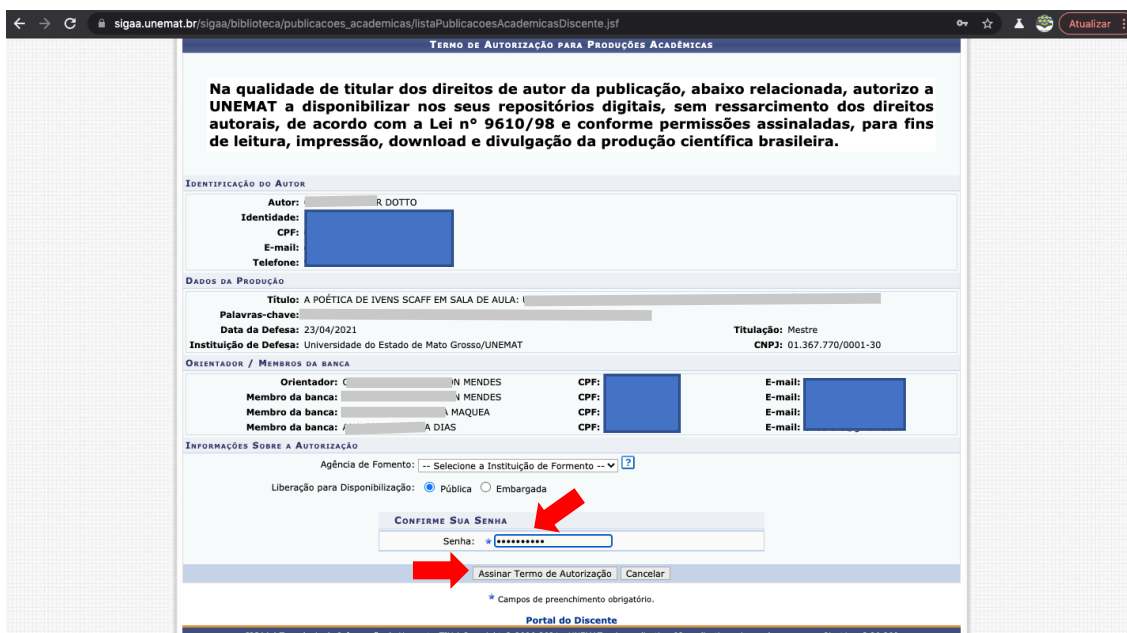 sigaa.unemat.br/sigaa/biblioteca/publicacoes_academicas/listaPublicacoesAcademicasDiscente.jsf
Atualizar
Termo de Autorização para Produções Acadêmicas
Na qualidade de titular dos direitos de autor da publicação, abaixo relacionada, autorizo a
UNEMAT a disponibilizar nos seus repositórios digitais, sem ressarcimento dos direitos
autorais, de acordo com a Lei n° 9610/98 e conforme permissões assinaladas, para fins
de leitura, impressão, download e divulgação da produção científica brasileira.
Identificação do Autor
Autor: R DOTTO
Identidade:
CPF:
E-mail:
Telefone:
Dados da Produção
Título: A POÉTICA DE IVENS SCAFF EM SALA DE AULA:
Palavras-chave:
Data da Defesa: 23/04/2021 Titulação: Mestre
Instituição de Defesa: Universidade do Estado de Mato Grosso/UNEMAT CNPJ: 01.367.770/0001-30
Orientador / Membros da banca
Orientador: N MENDES CPF: E-mail:
Membro da banca: N MENDES CPF: E-mail:
Membro da banca: MAQUEA CPF: E-mail:
Membro da banca: A DIAS CPF: E-mail:
Informações Sobre a Autorização
Agência de Fomento: -- Selecione a Instituição de Formento -- ?
Liberação para Disponibilização: Pública Embargada
Confirme Sua Senha
Senha: ★ ••••••••••
Assinar Termo de Autorização Cancelar
★ Campos de preenchimento obrigatório.
Portal do Discente